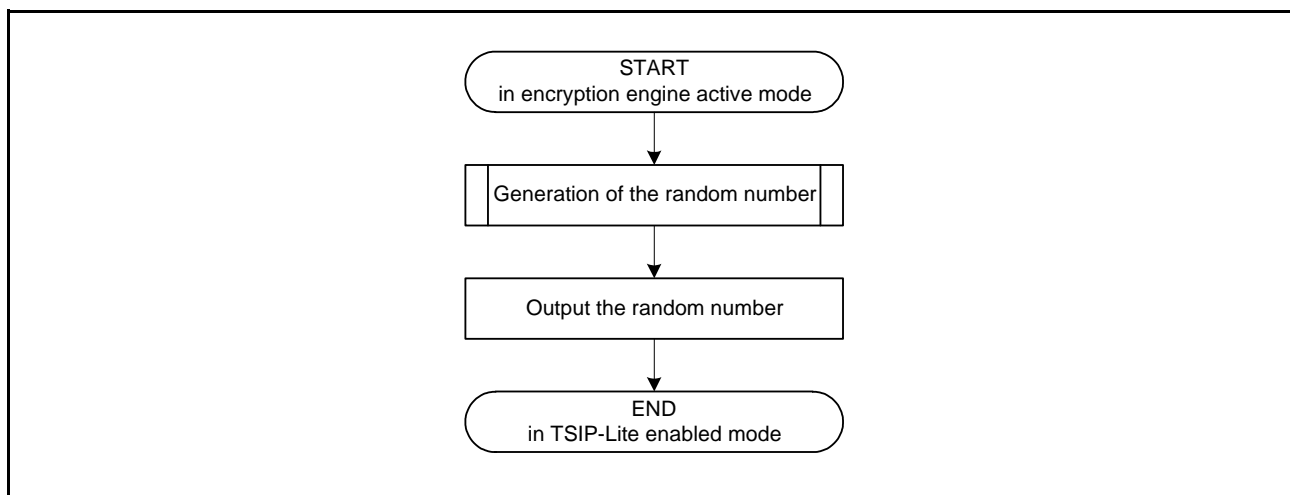 START
in encryption engine active mode
Generation of the random number
Output the random number
END
in TSIP-Lite enabled mode